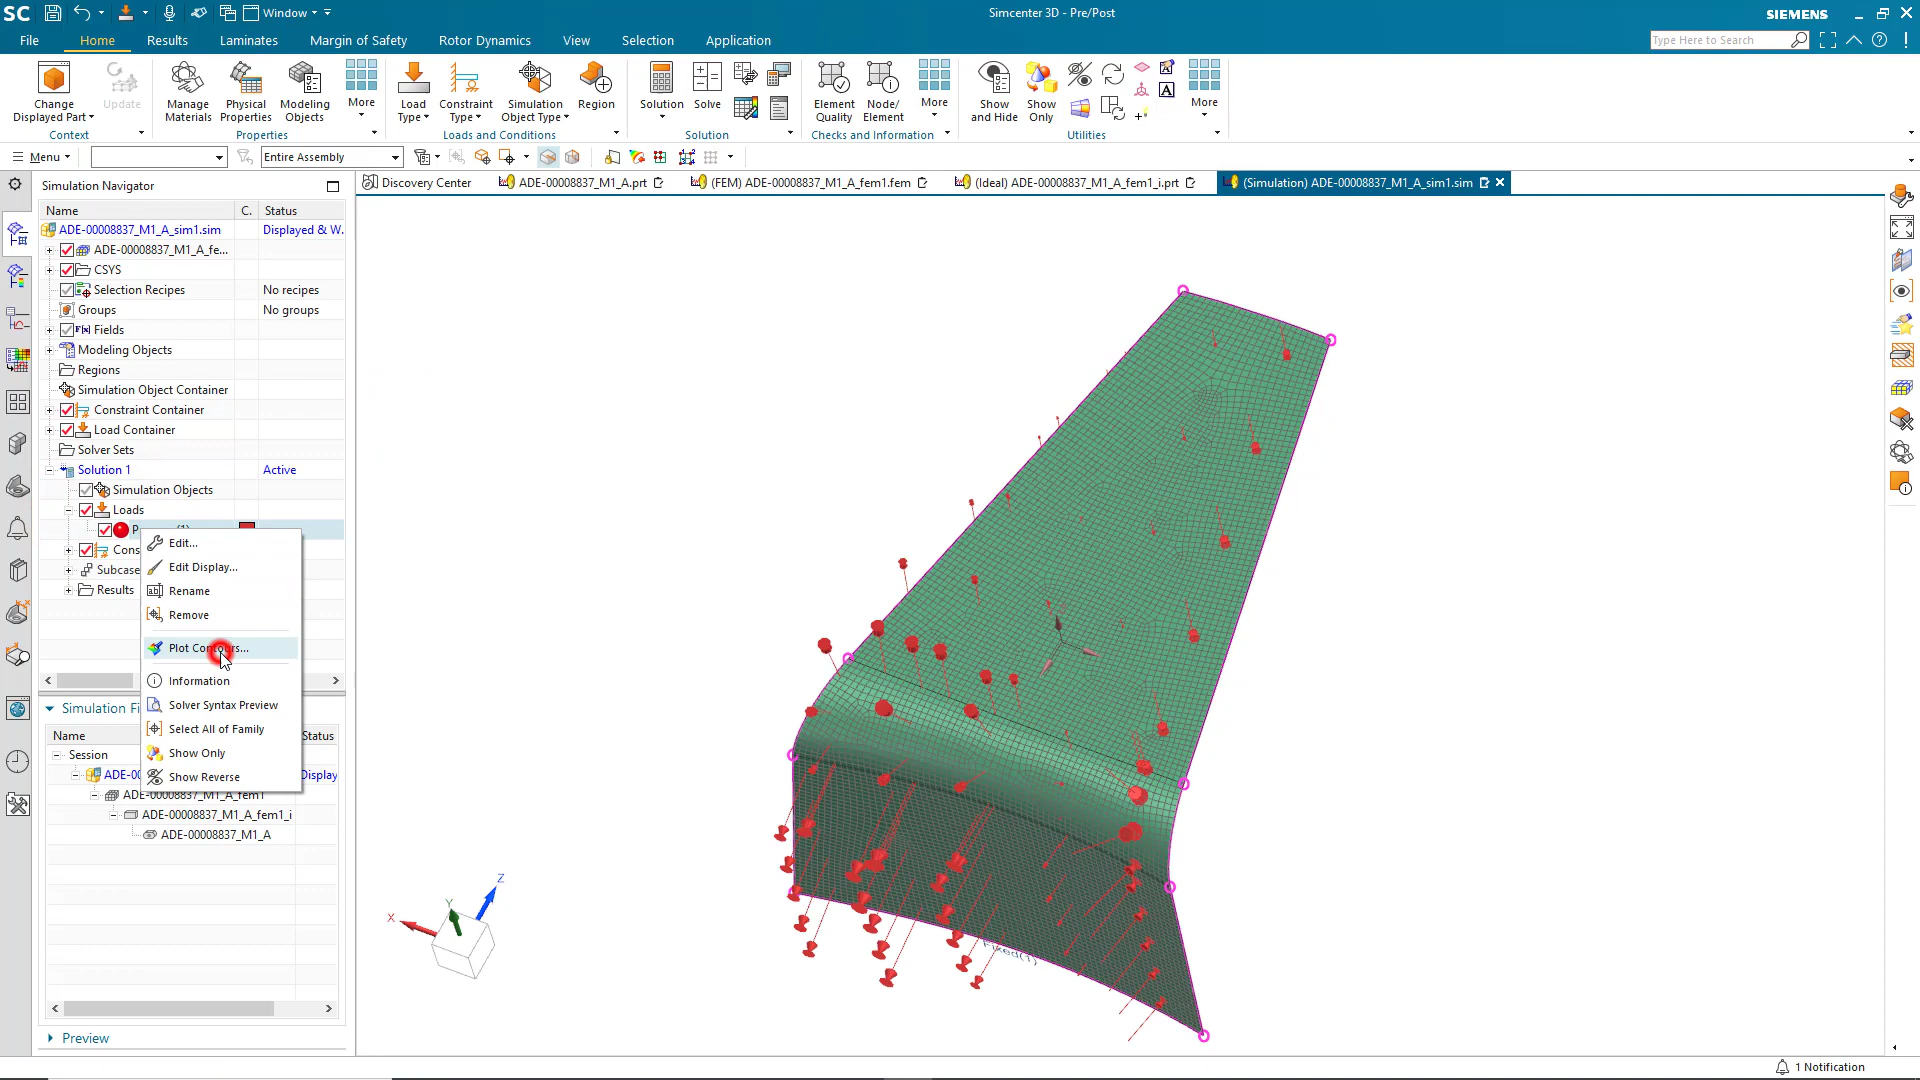 SC
Window
Simcenter 3D - Pre/Post
SIEMENS
File
Home
Results
Laminates
Margin of Safety
Rotor Dynamics
View
Selection
Application
Type Here to Search
Change
Displayed Part
Update
Manage
Materials
Physical
Properties
Modeling
Objects
More
Load
Type
Constraint
Type
Simulation
Object Type
Region
Solution
Solve
Element
Quality
Node/
Element
More
Show
and Hide
Show
Only
More
Context
Properties
Loads and Conditions
Solution
Checks and Information
Utilities
Menu
Entire Assembly
Simulation Navigator
Discovery Center
ADE-00008837_M1_A.prt
(FEM) ADE-00008837_M1_A_fem1.fem
(Ideal) ADE-00008837_M1_A_fem1_i.prt
(Simulation) ADE-00008837_M1_A_sim1.sim
Name C. Status
ADE-00008837_M1_A_sim1.sim Displayed & W.
ADE-00008837_M1_A_fe...
CSYS
Selection Recipes No recipes
Groups No groups
Fields
Modeling Objects
Regions
Simulation Object Container
Constraint Container
Load Container
Solver Sets
Solution 1 Active
Simulation Objects
Loads
Cons
Subcase
Results
Edit...
Edit Display...
Rename
Remove
Plot Contours...
Information
Solver Syntax Preview
Select All of Family
Show Only
Show Reverse
Simulation Fi
Name Status
Session
ADE-00 Display
ADE-00008837_M1_A_fem1
ADE-00008837_M1_A_fem1_i
ADE-00008837_M1_A
Preview
X
Y
Z
Fixed(1)
1 Notification